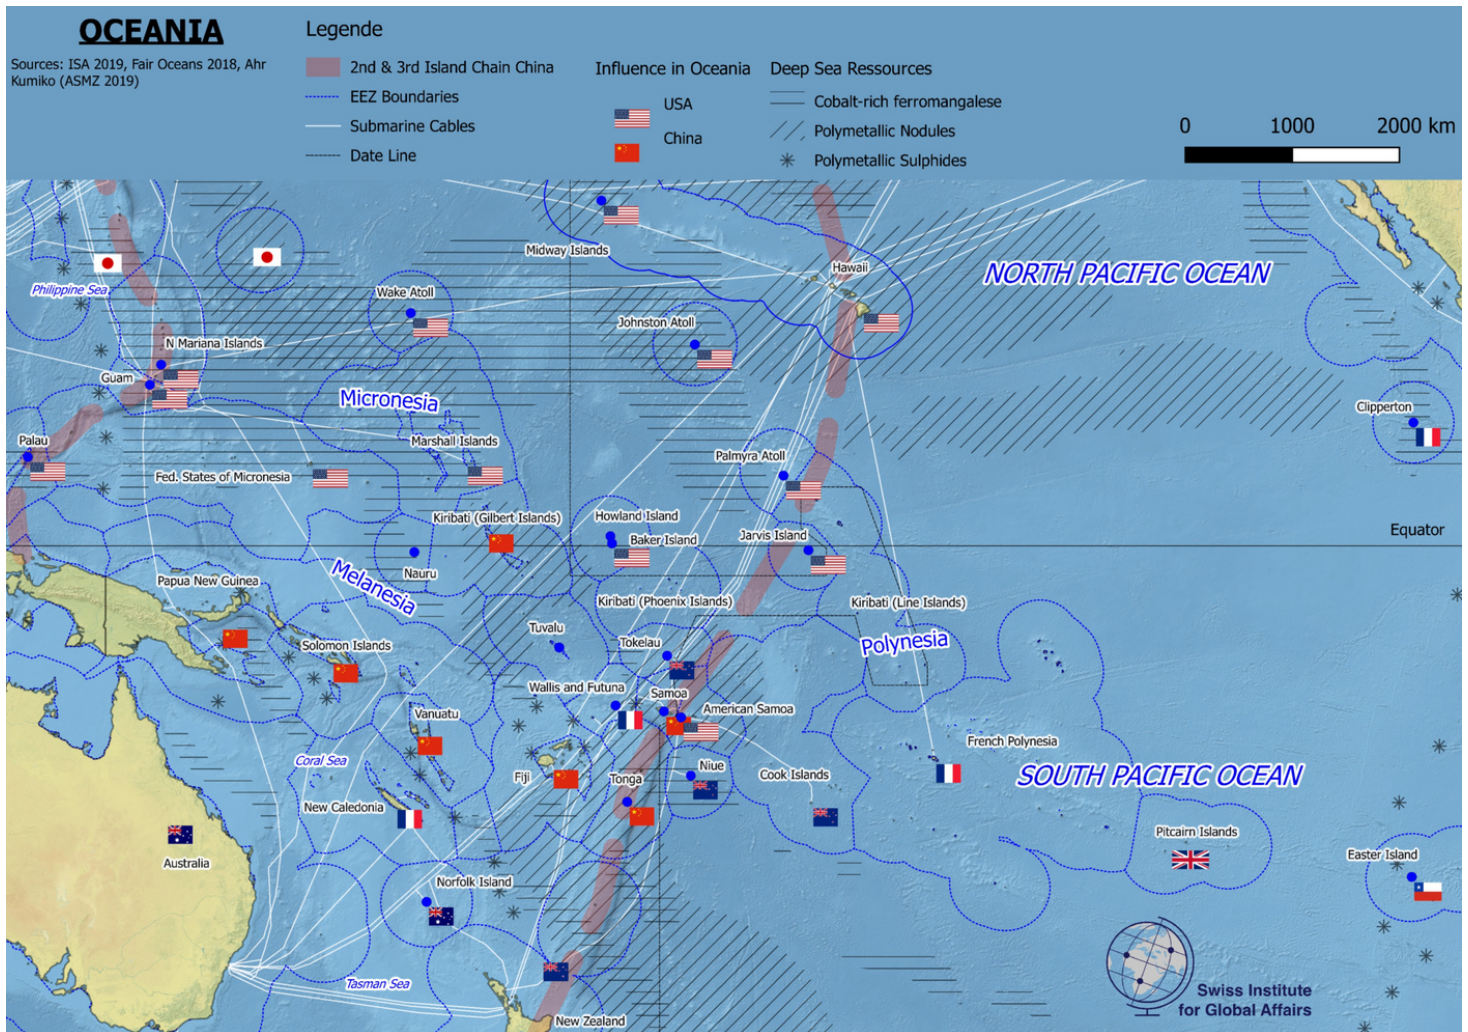 OCEANIA
Sources: ISA 2019, Fair Oceans 2018, Ahr
Kumiko (ASMZ 2019)
Legende
2nd & 3rd Island Chain China
EEZ Boundaries
Submarine Cables
Date Line
Influence in Oceania
USA
China
Deep Sea Ressources
Cobalt-rich ferromangalese
Polymetallic Nodules
Polymetallic Sulphides
0 1000 2000 km
Midway Islands
Hawaii
NORTH PACIFIC OCEAN
Philippine Sea
Wake Atoll
Johnston Atoll
N Mariana Islands
Guam
Micronesia
Clipperton
Palau
Marshall Islands
Palmyra Atoll
Fed. States of Micronesia
Kiribati (Gilbert Islands)
Howland Island
Baker Island
Jarvis Island
Equator
Nauru
Papua New Guinea
Melanesia
Kiribati (Phoenix Islands)
Kiribati (Line Islands)
Tuvalu
Tokelau
Polynesia
Solomon Islands
Wallis and Futuna
Samoa
American Samoa
Vanuatu
Coral Sea
Fiji
Tonga
Niue
Cook Islands
French Polynesia
SOUTH PACIFIC OCEAN
New Caledonia
Australia
Pitcairn Islands
Easter Island
Norfolk Island
Tasman Sea
New Zealand
Swiss Institute
for Global Affairs